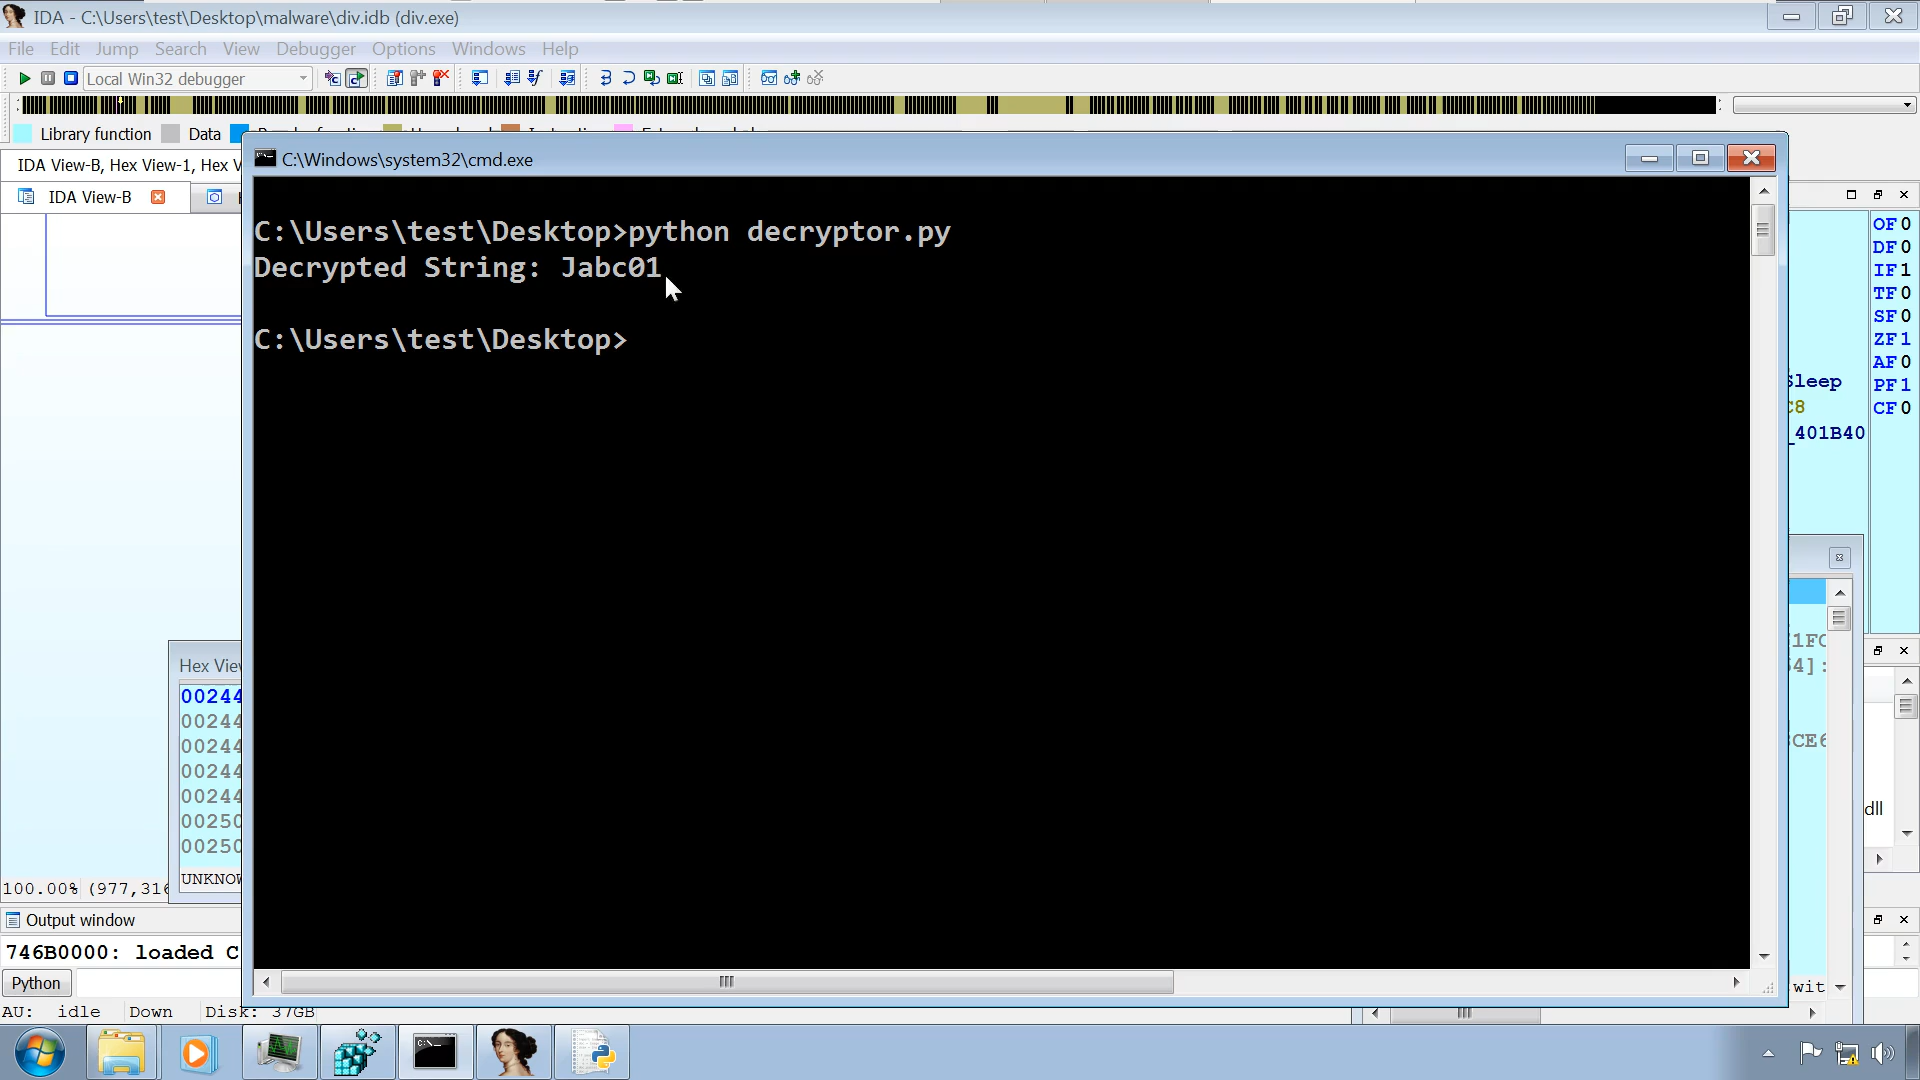 IDA - C:\Users\test\Desktop\malware\div.idb (div.exe)
File Edit Jump Search View Debugger Options Windows Help
Local Win32 debugger
Library function Data
IDA View-B, Hex View-1, Hex V
IDA View-B
C:\Windows\system32\cmd.exe
C:\Users\test\Desktop>python decryptor.py
Decrypted String: Jabc01
C:\Users\test\Desktop>
OF 0
DF 0
IF 1
TF 0
SF 0
ZF 1
AF 0
PF 1
CF 0
Sleep
C8
_401B40
1FC
4]:
CE6
dll
wit
Hex View
00244
00244
00244
00244
00244
00250
00250
UNKNOW
100.00% (977,316
Output window
746B0000: loaded C
Python
AU: idle Down Disk: 37GB
C:\.